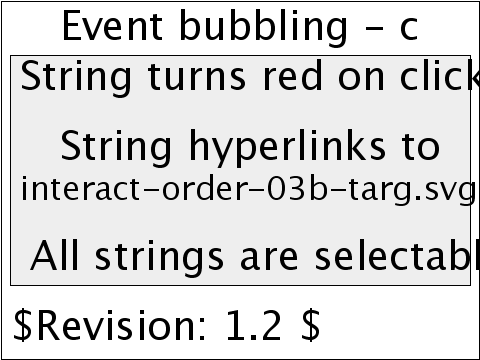 Event bubbling - c
String turns red on click
String hyperlinks to
interact-order-03b-targ.svg
All strings are selectabl
$Revision: 1.2 $